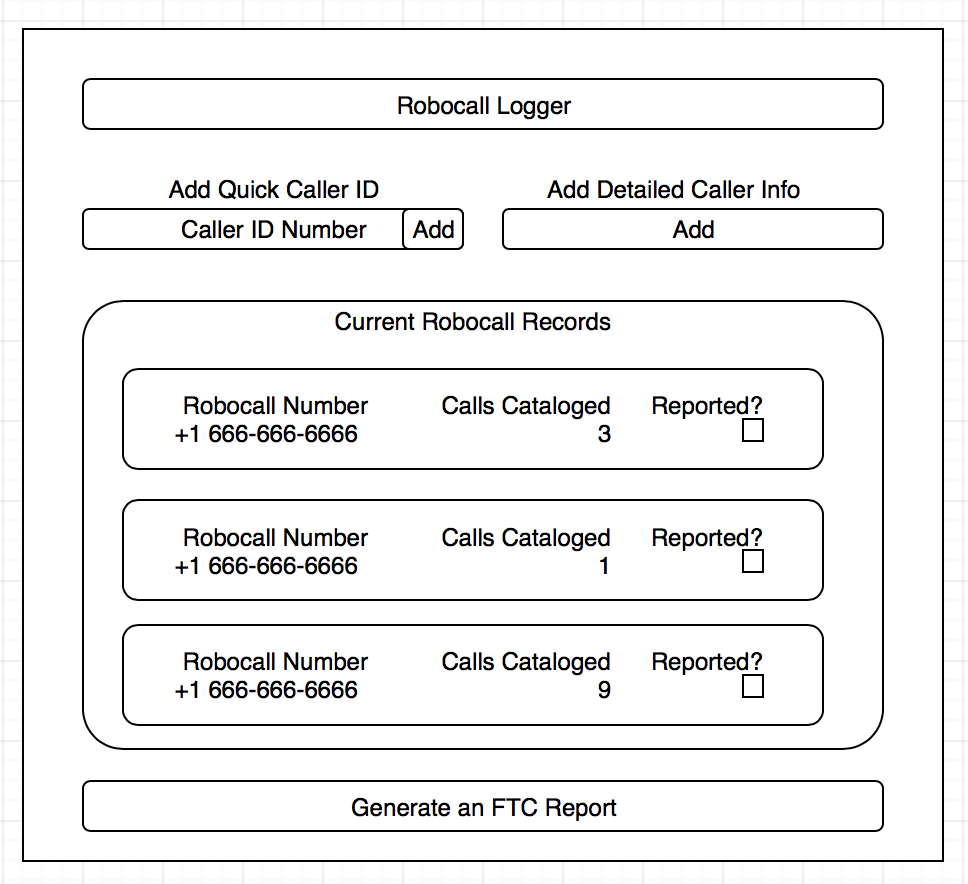 Robocall Logger
Add Quick Caller ID
Add Detailed Caller Info
Caller ID Number Add
Add
Current Robocall Records
Robocall Number Calls Cataloged Reported?
+1 666-666-6666 3
Robocall Number Calls Cataloged Reported?
+1 666-666-6666 1
Robocall Number Calls Cataloged Reported?
+1 666-666-6666 9
Generate an FTC Report